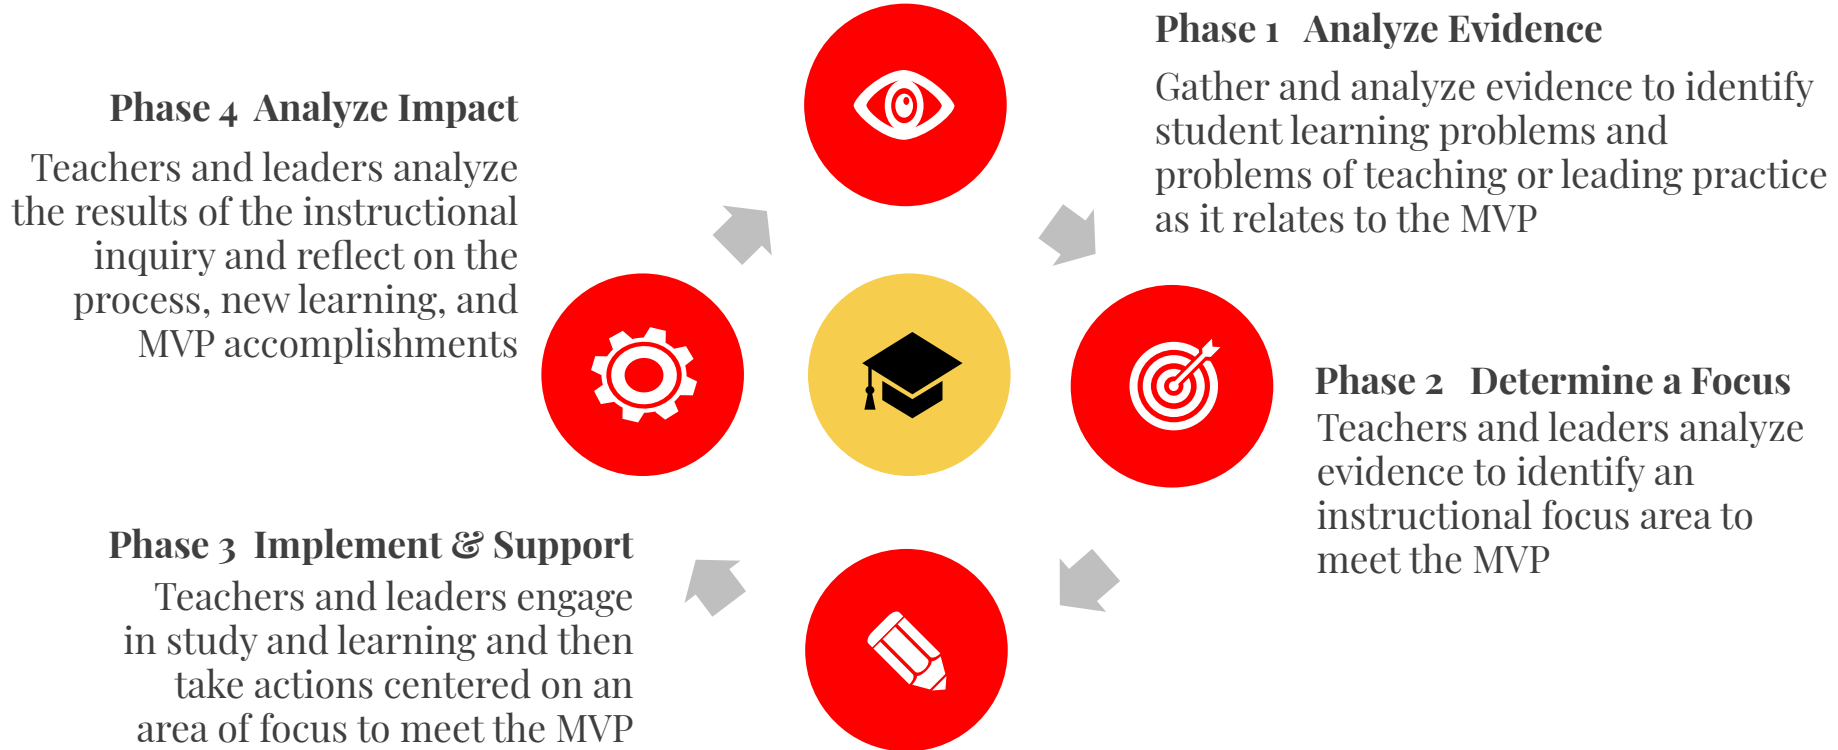 Phase 1 Analyze Evidence
Gather and analyze evidence to identify
student learning problems and
problems of teaching or leading practice
as it relates to the MVP
Phase 2 Determine a Focus
Teachers and leaders analyze
evidence to identify an
instructional focus area to
meet the MVP
Phase 3 Implement & Support
Teachers and leaders engage
in study and learning and then
take actions centered on an
area of focus to meet the MVP
Phase 4 Analyze Impact
Teachers and leaders analyze
the results of the instructional
inquiry and reflect on the
process, new learning, and
MVP accomplishments